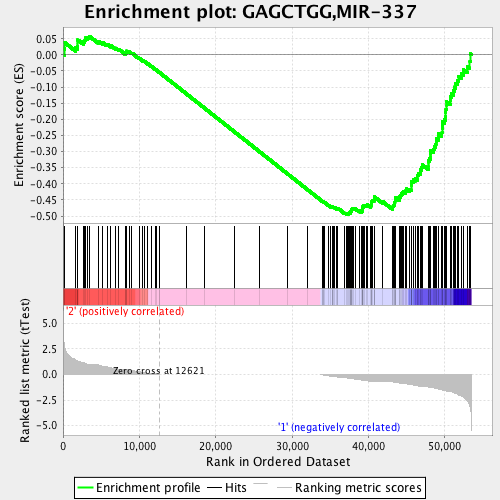 Enrichment plot: GAGCTGG,MIR-337
Enrichment score (ES)
0.05
0.00
-0.05
-0.10
-0.15
-0.20
-0.25
-0.30
-0.35
-0.40
-0.45
-0.50
Ranked list metric (tTest)
5.0
2.5
0.0
-2.5
-5.0
'2' (positively correlated)
Zero cross at 12621
'1' (negatively correlated)
0 10,000 20,000 30,000 40,000 50,000
Rank in Ordered Dataset
Enrichment profile Hits Ranking metric scores